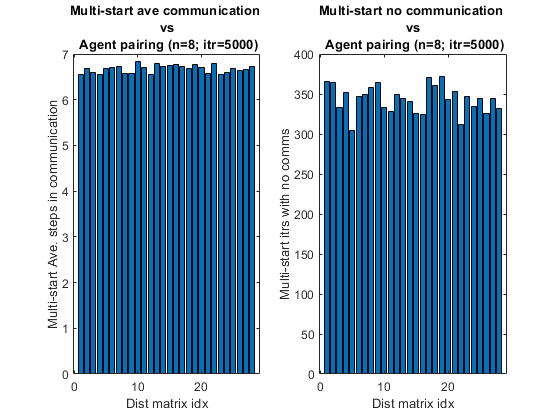 Multi-start ave communication
vs
Agent pairing (n=8; itr=5000)
7
6
5
4
3
2
1
0
0
10
20
Multi-start Ave. steps in communication
Dist matrix idx
Multi-start no communication
vs
Agent pairing (n=8; itr=5000)
400
350
300
250
200
150
100
50
0
0
10
20
Multi-start itrs with no comms
Dist matrix idx